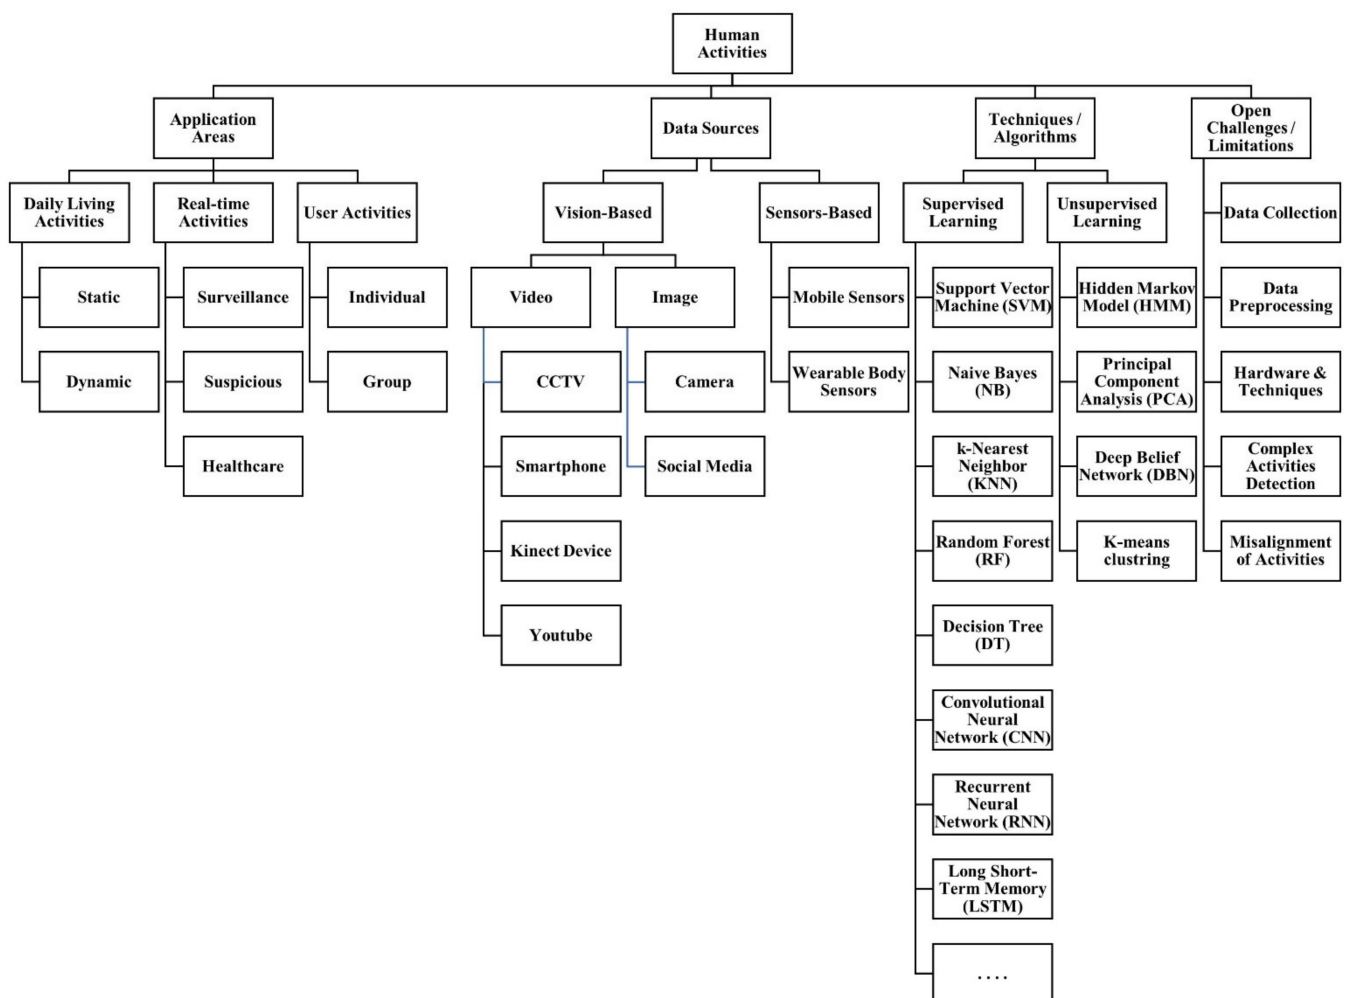 Human
Activities
Application
Areas
Data Sources
Techniques /
Algorithms
Open
Challenges /
Limitations
Daily Living
Activities
Real-time
Activities
User Activities
Vision-Based
Sensors-Based
Supervised
Learning
Unsupervised
Learning
Data Collection
Static
Surveillance
Individual
Video
Image
Mobile Sensors
Support Vector
Machine (SVM)
Hidden Markov
Model (HMM)
Data
Preprocessing
Dynamic
Suspicious
Group
CCTV
Camera
Wearable Body
Sensors
Naive Bayes
(NB)
Principal
Component
Analysis (PCA)
Hardware &
Techniques
Healthcare
Smartphone
Social Media
k-Nearest
Neighbor
(KNN)
Deep Belief
Network (DBN)
Complex
Activities
Detection
Kinect Device
Random Forest
(RF)
K-means
clustring
Misalignment
of Activities
Youtube
Decision Tree
(DT)
Convolutional
Neural
Network (CNN)
Recurrent
Neural
Network (RNN)
Long Short-
Term Memory
(LSTM)
. . . .